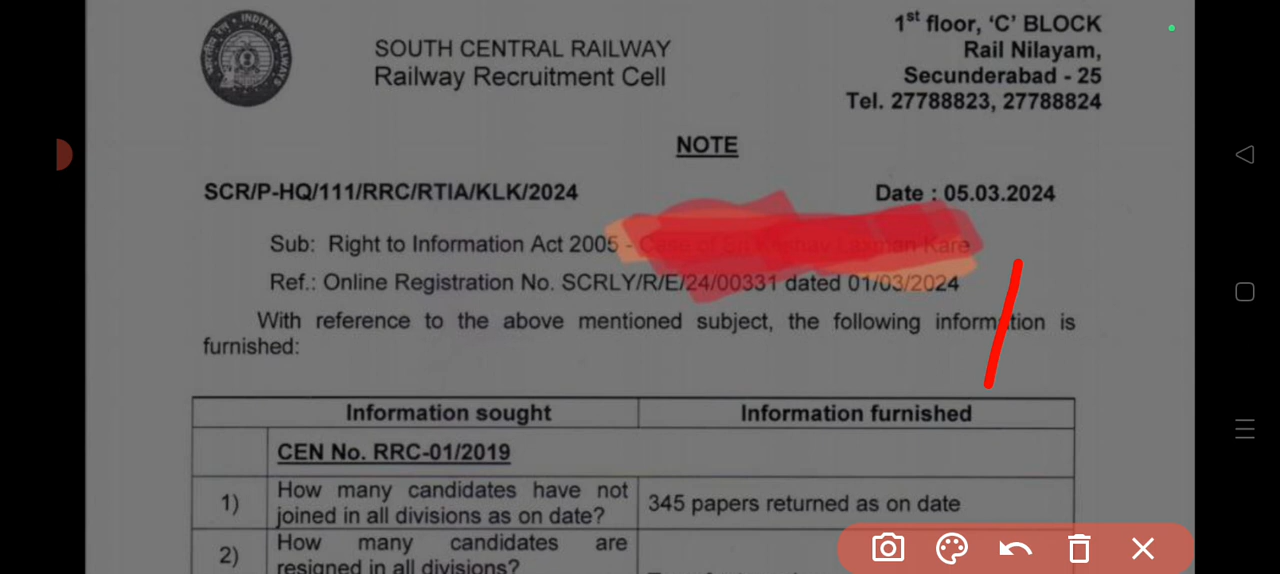 1st floor, ‘C’ BLOCK
SOUTH CENTRAL RAILWAY
Rail Nilayam,
Railway Recruitment Cell
Secunderabad - 25
Tel. 27788823, 27788824
NOTE
SCR/P-HQ/111/RRC/RTIA/KLK/2024
Date : 05.03.2024
Sub: Right to Information Act 2005 -
Ref.: Online Registration No. SCRLY/R/E/24/00331 dated 01/03/2024
With reference to the above mentioned subject, the following information is
furnished:
Information sought
Information furnished
CEN No. RRC-01/2019
1)
How many candidates have not
joined in all divisions as on date?
345 papers returned as on date
2)
How many candidates are
resigned in all divisions?